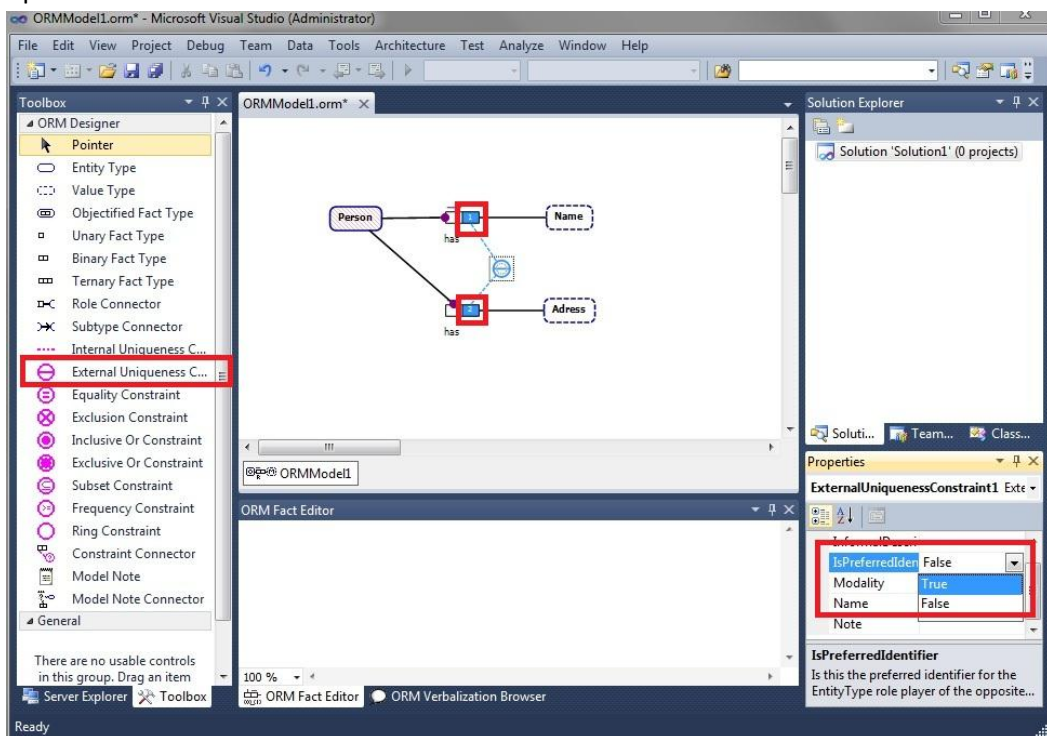 ORMModel1.orm* - Microsoft Visual Studio (Administrator)
File Edit View Project Debug Team Data Tools Architecture Test Analyze Window Help
Toolbox
ORM Designer
Pointer
Entity Type
Value Type
Objectified Fact Type
Unary Fact Type
Binary Fact Type
Ternary Fact Type
Role Connector
Subtype Connector
Internal Uniqueness C...
External Uniqueness C...
Equality Constraint
Exclusion Constraint
Inclusive Or Constraint
Exclusive Or Constraint
Subset Constraint
Frequency Constraint
Ring Constraint
Constraint Connector
Model Note
Model Note Connector
General
There are no usable controls
in this group. Drag an item
Server Explorer Toolbox
ORMModel1.orm*
Person
1
Name
has
2
Adress
has
ORMModel1
ORM Fact Editor
100 %
ORM Fact Editor ORM Verbalization Browser
Solution Explorer
Solution 'Solution1' (0 projects)
Soluti... Team... Class...
Properties
ExternalUniquenessConstraint1 Exte
InformalDescri
IsPreferredIden False
Modality True
Name False
Note
IsPreferredIdentifier
Is this the preferred identifier for the
EntityType role player of the opposite...
Ready